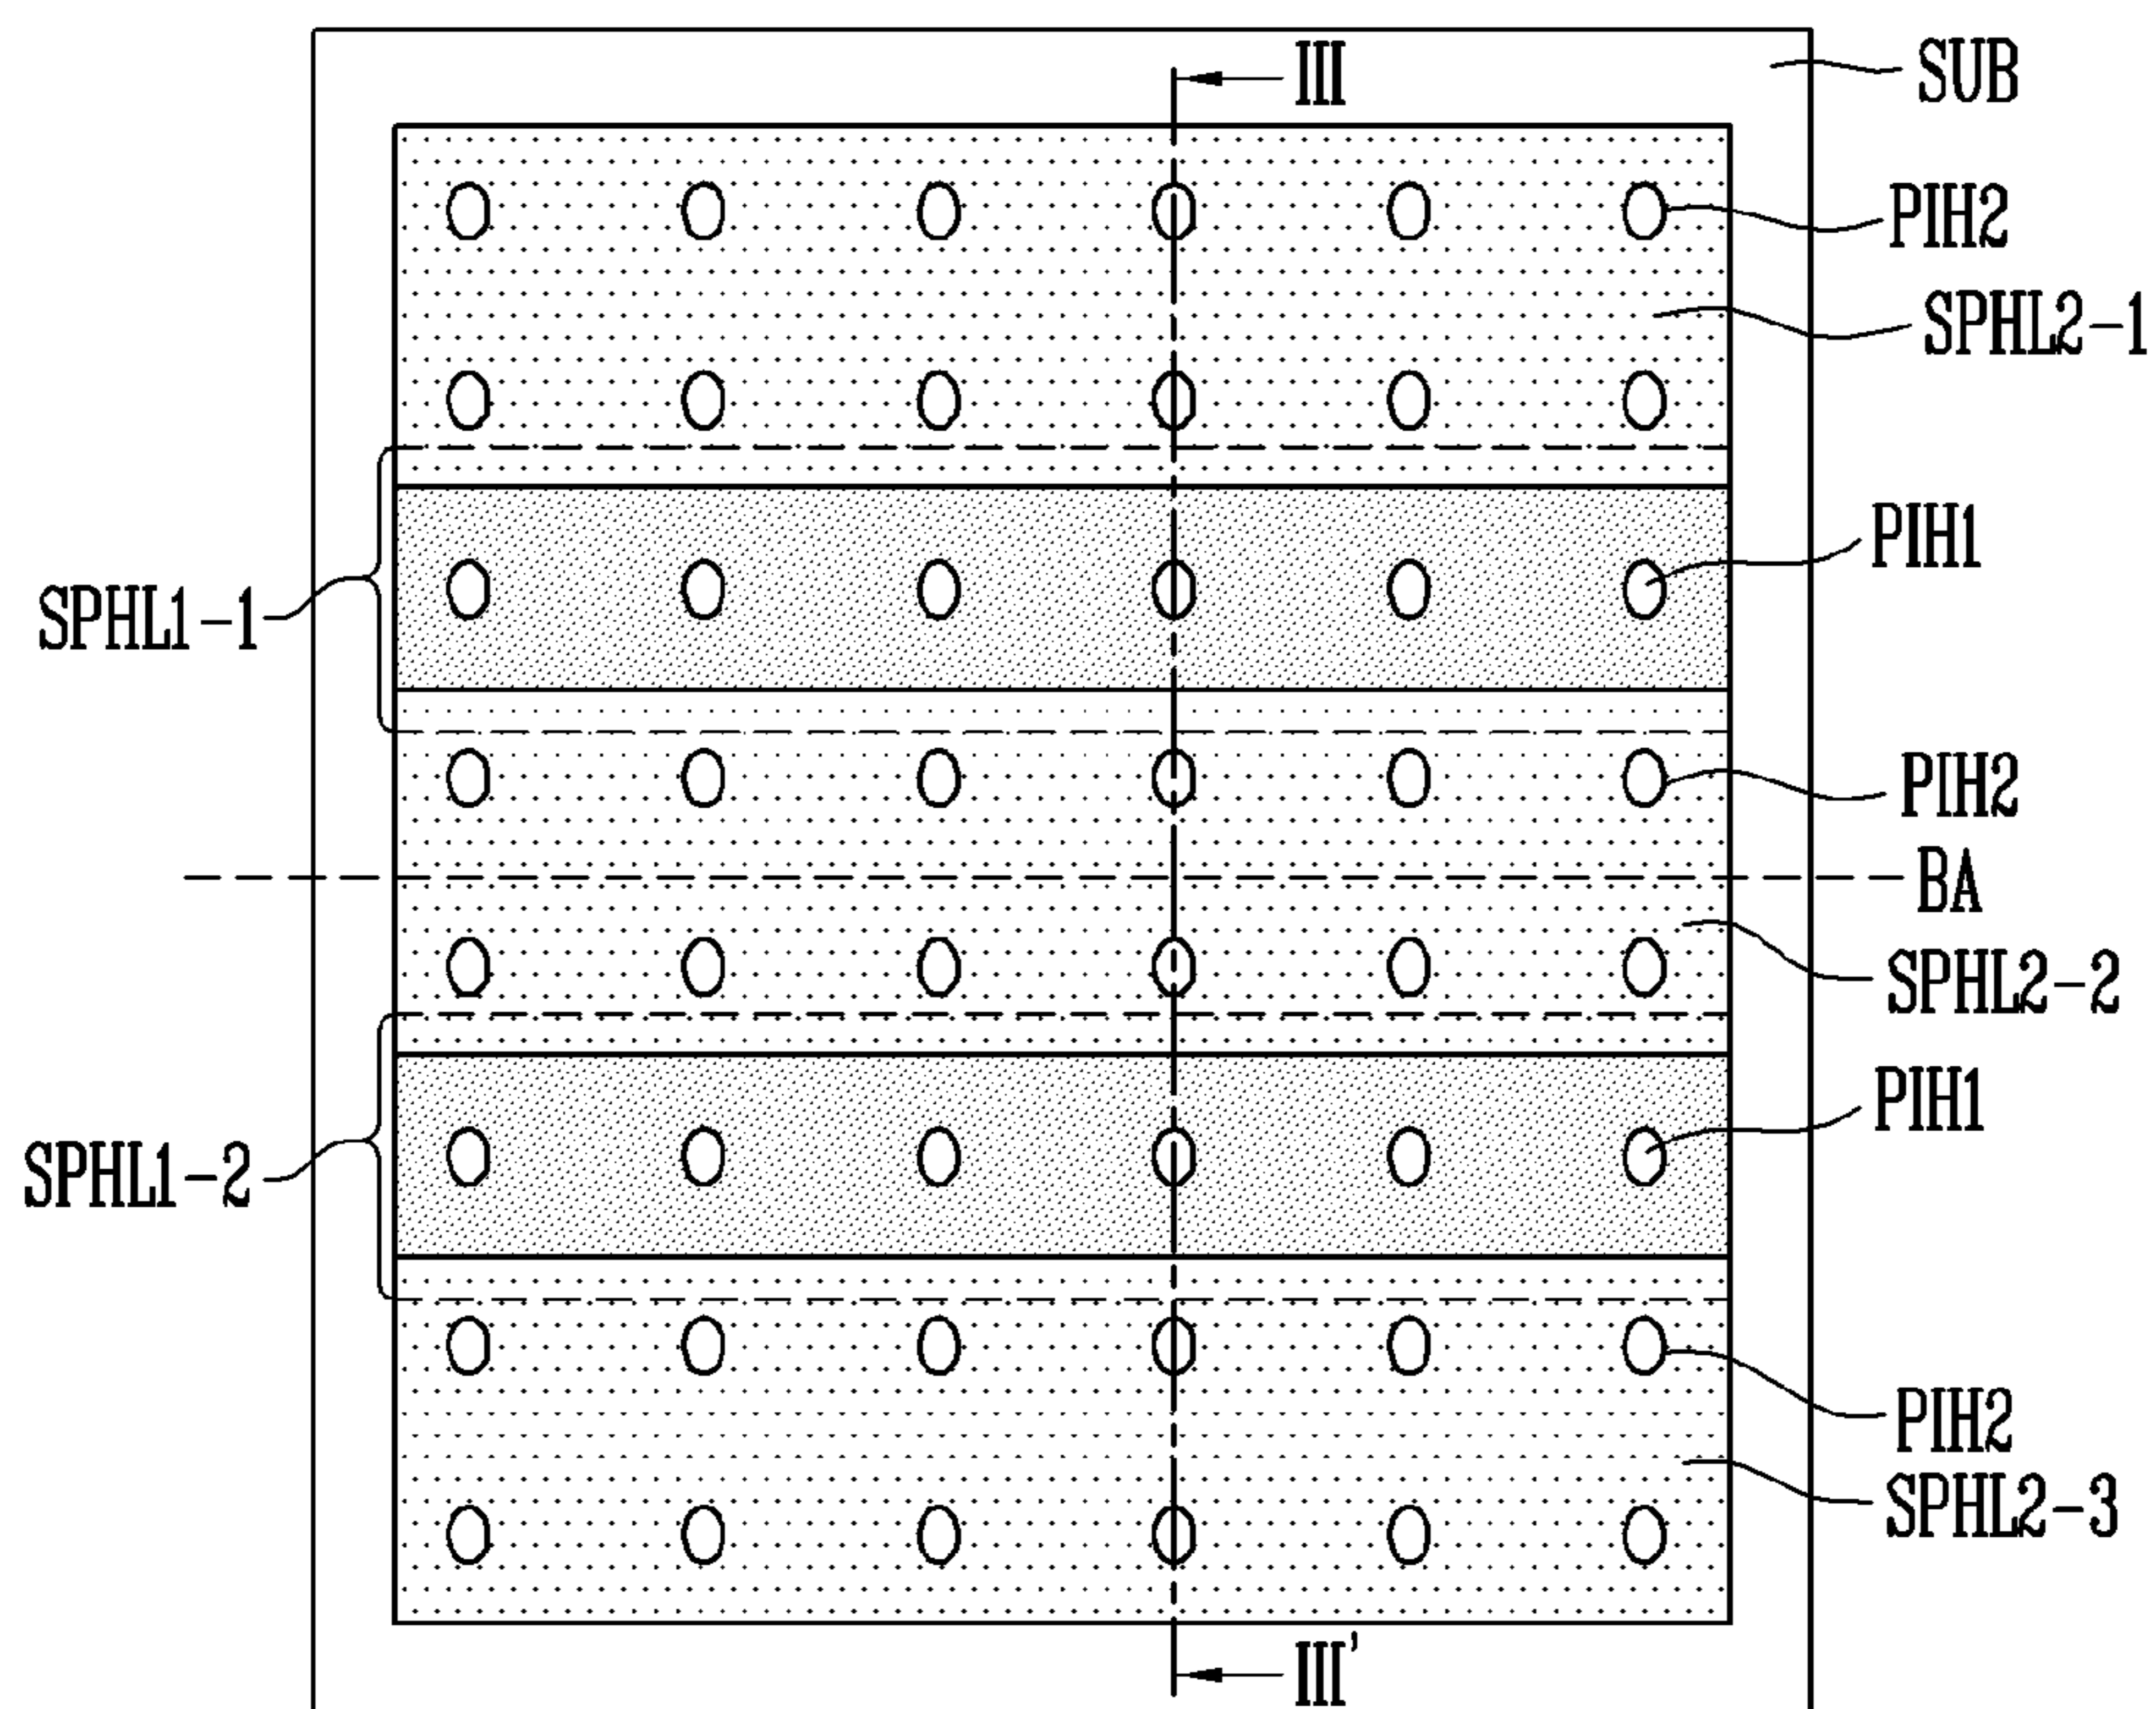 III
SUB
PIH2
SPHL2-1
PIH1
SPHL1-1
PIH2
BA
SPHL2-2
PIH1
SPHL1-2
PIH2
SPHL2-3
III'